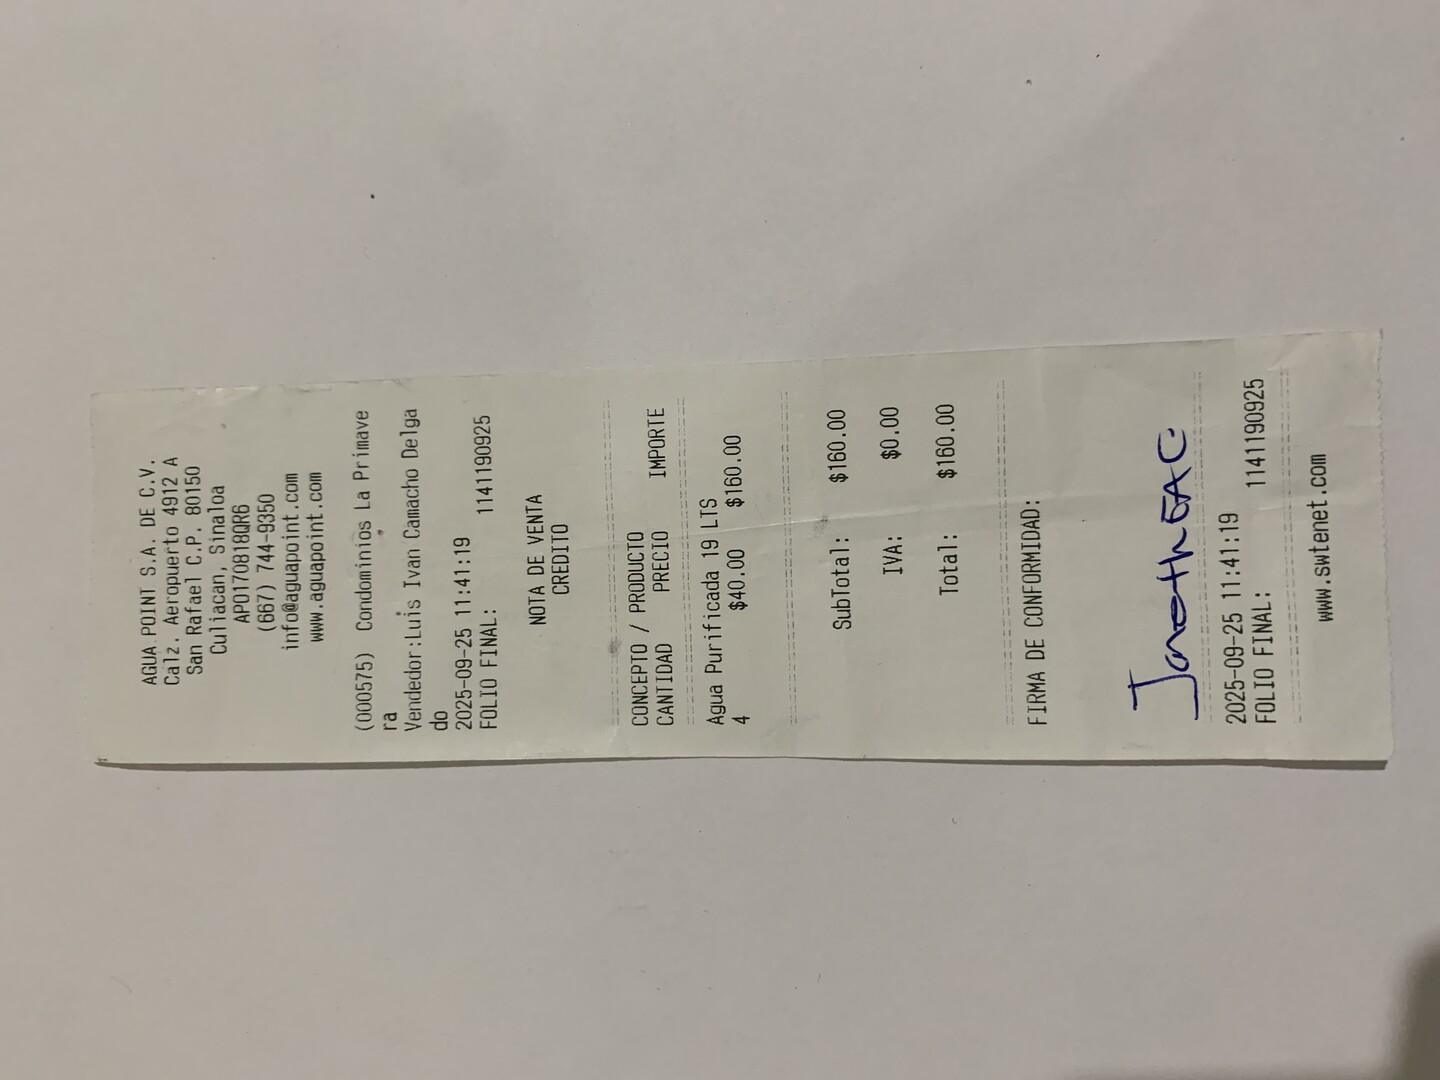 AGUA POINT S.A. DE C.V.
Calz. Aeropuerto 4912 A
San Rafael C.P. 80150
Culiacan, Sinaloa
APO170818QR6
(667) 744-9350
info@aguapoint.com
www.aguapoint.com
(000575) Condominios La Primave
ra
Vendedor:Luis Ivan Camacho Delga
do
2025-09-25 11:41:19
FOLIO FINAL: 1141190925
NOTA DE VENTA
CREDITO
CONCEPTO / PRODUCTO
CANTIDAD PRECIO IMPORTE
Agua Purificada 19 LTS
4 $40.00 $160.00
SubTotal: $160.00
IVA: $0.00
Total: $160.00
FIRMA DE CONFORMIDAD:
2025-09-25 11:41:19
FOLIO FINAL: 1141190925
www.swtenet.com